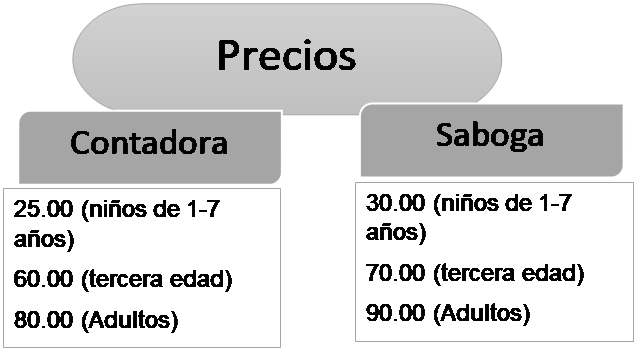 Precios
Contadora
25.00 (niños de 1-7
años)
60.00 (tercera edad)
80.00 (Adultos)
Saboga
30.00 (niños de 1-7
años)
70.00 (tercera edad)
90.00 (Adultos)